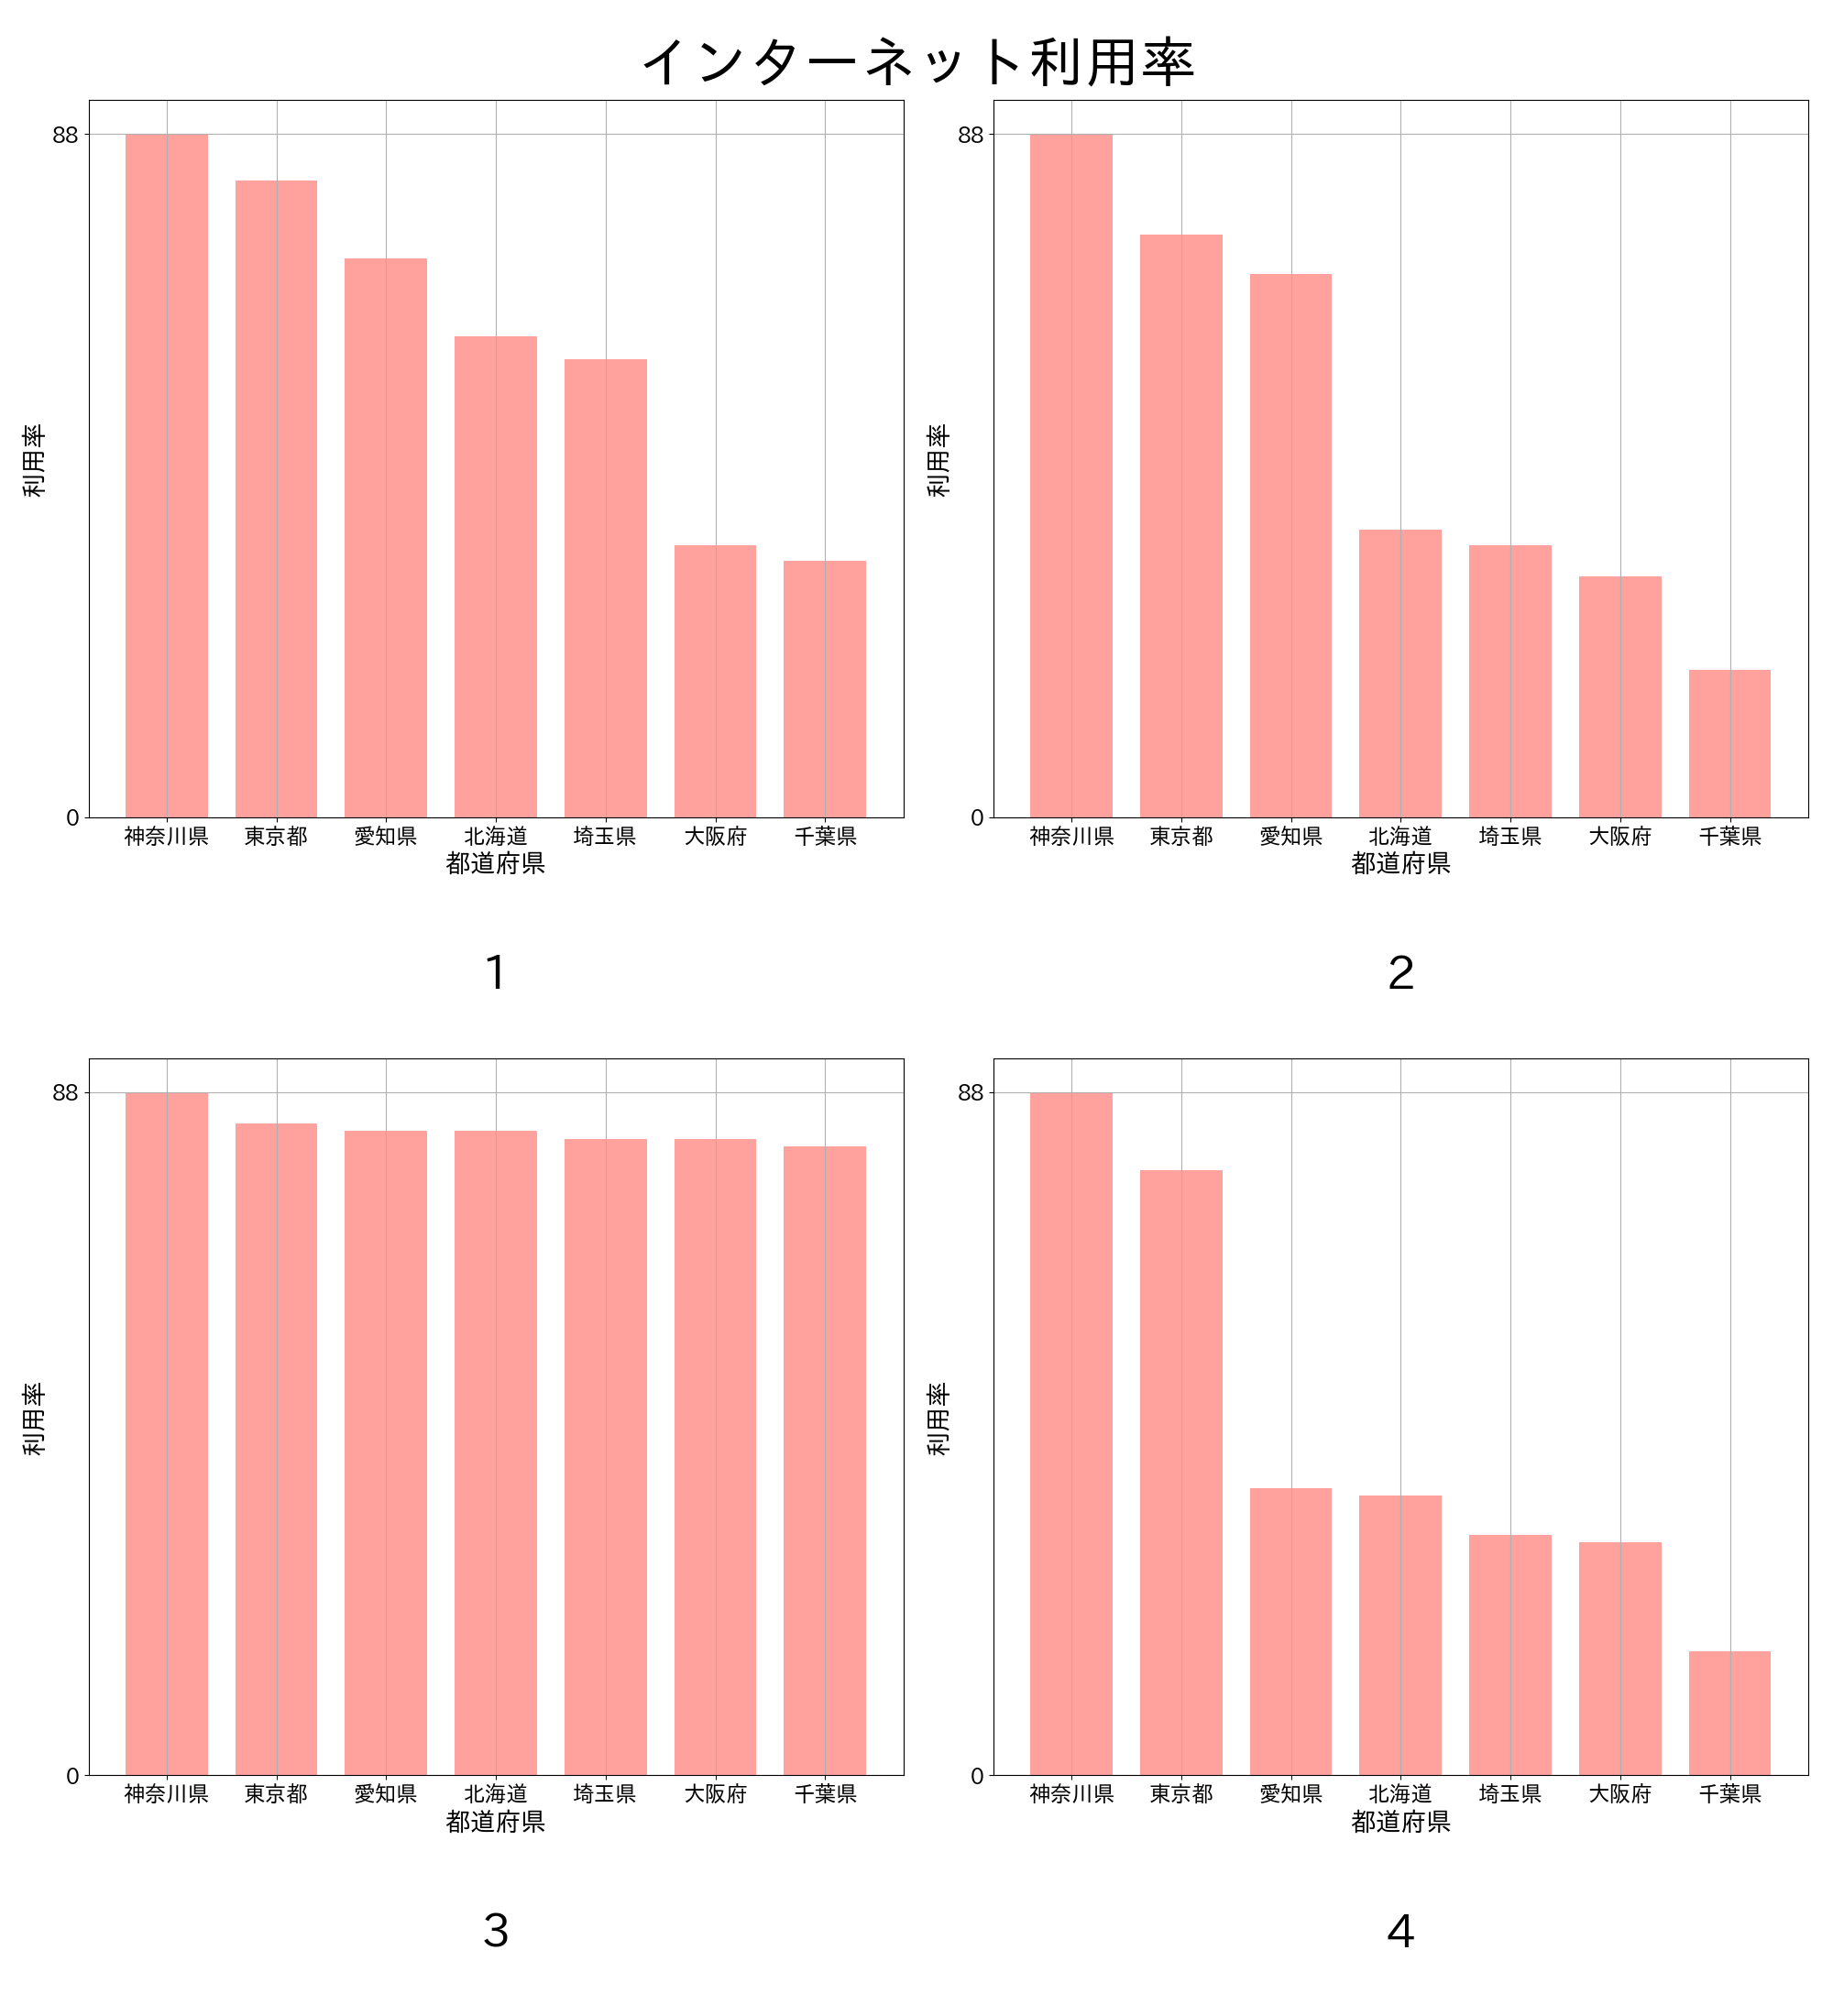 インターネット利用率
88
0
利用率
神奈川県 東京都 愛知県 北海道 埼玉県 大阪府 千葉県
都道府県
1
88
0
利用率
神奈川県 東京都 愛知県 北海道 埼玉県 大阪府 千葉県
都道府県
2
88
0
利用率
神奈川県 東京都 愛知県 北海道 埼玉県 大阪府 千葉県
都道府県
3
88
0
利用率
神奈川県 東京都 愛知県 北海道 埼玉県 大阪府 千葉県
都道府県
4